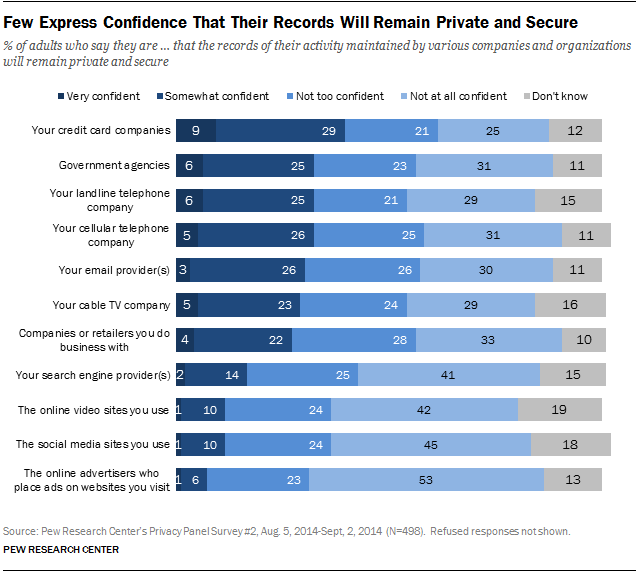 Few Express Confidence That Their Records Will Remain Private and Secure
% of adults who say they are ... that the records of their activity maintained by various companies and organizations
will remain private and secure
Very confident Somewhat confident Not too confident Not at all confident Don't know
Your credit card companies 9 29 21 25 12
Government agencies 6 25 23 31 11
Your landline telephone
company 6 25 21 29 15
Your cellular telephone
company 5 26 25 31 11
Your email provider(s) 3 26 26 30 11
Your cable TV company 5 23 24 29 16
Companies or retailers you do
business with 4 22 28 33 10
Your search engine provider(s) 2 14 25 41 15
The online video sites you use 1 10 24 42 19
The social media sites you use 1 10 24 45 18
The online advertisers who
place ads on websites you visit 1 6 23 53 13
Source: Pew Research Center's Privacy Panel Survey #2, Aug. 5, 2014-Sept, 2, 2014 (N=498). Refused responses not shown.
PEW RESEARCH CENTER